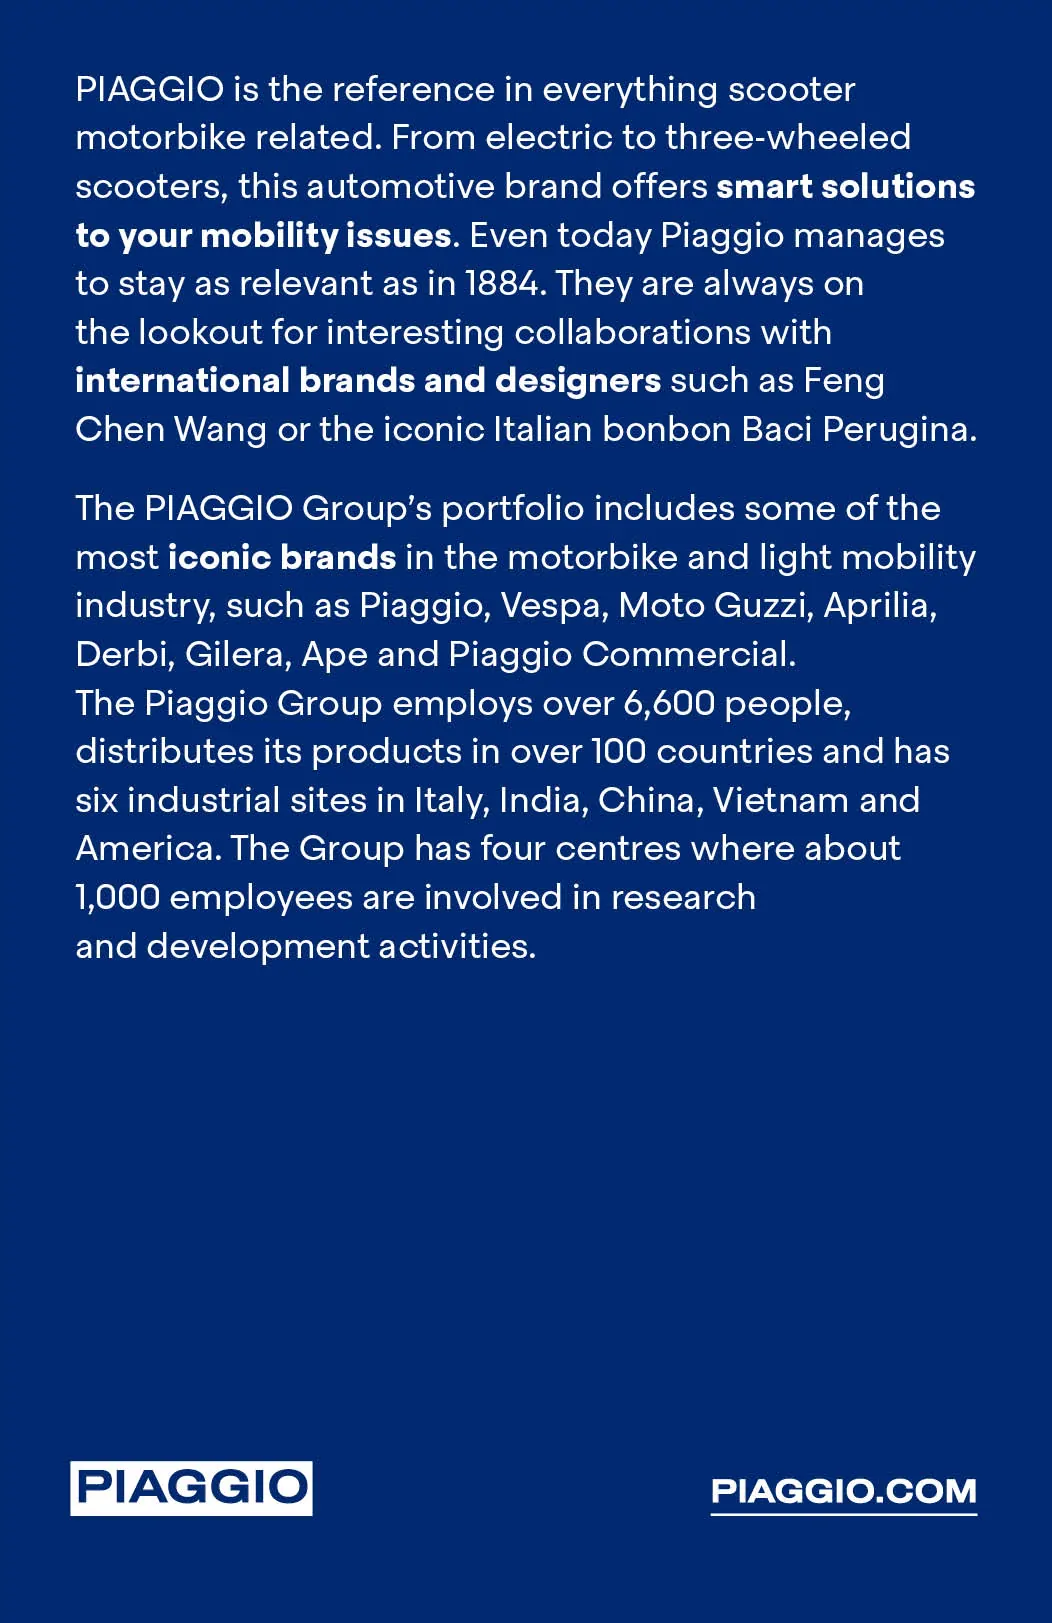 PIAGGIO is the reference in everything scooter
motorbike related. From electric to three-wheeled
scooters, this automotive brand offers smart solutions
to your mobility issues. Even today Piaggio manages
to stay as relevant as in 1884. They are always on
the lookout for interesting collaborations with
international brands and designers such as Feng
Chen Wang or the iconic Italian bonbon Baci Perugina.
The PIAGGIO Group’s portfolio includes some of the
most iconic brands in the motorbike and light mobility
industry, such as Piaggio, Vespa, Moto Guzzi, Aprilia,
Derbi, Gilera, Ape and Piaggio Commercial.
The Piaggio Group employs over 6,600 people,
distributes its products in over 100 countries and has
six industrial sites in Italy, India, China, Vietnam and
America. The Group has four centres where about
1,000 employees are involved in research
and development activities.
PIAGGIO
PIAGGIO.COM